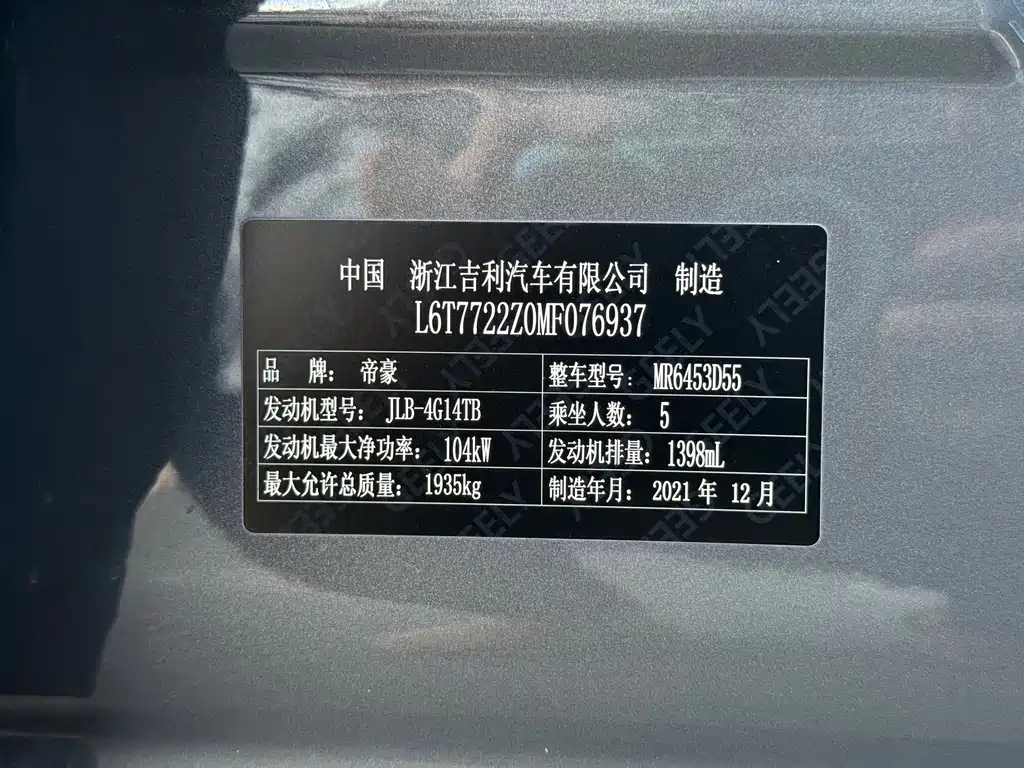 中国 浙江吉利汽车有限公司 制造
L6T7722Z0MF076937
品 牌： 帝豪 整车型号： MR6453D55
发动机型号： JLB-4G14TB 乘坐人数： 5
发动机最大净功率： 104kW 发动机排量： 1398mL
最大允许总质量： 1935kg 制造年月： 2021 年 12 月
GEELY